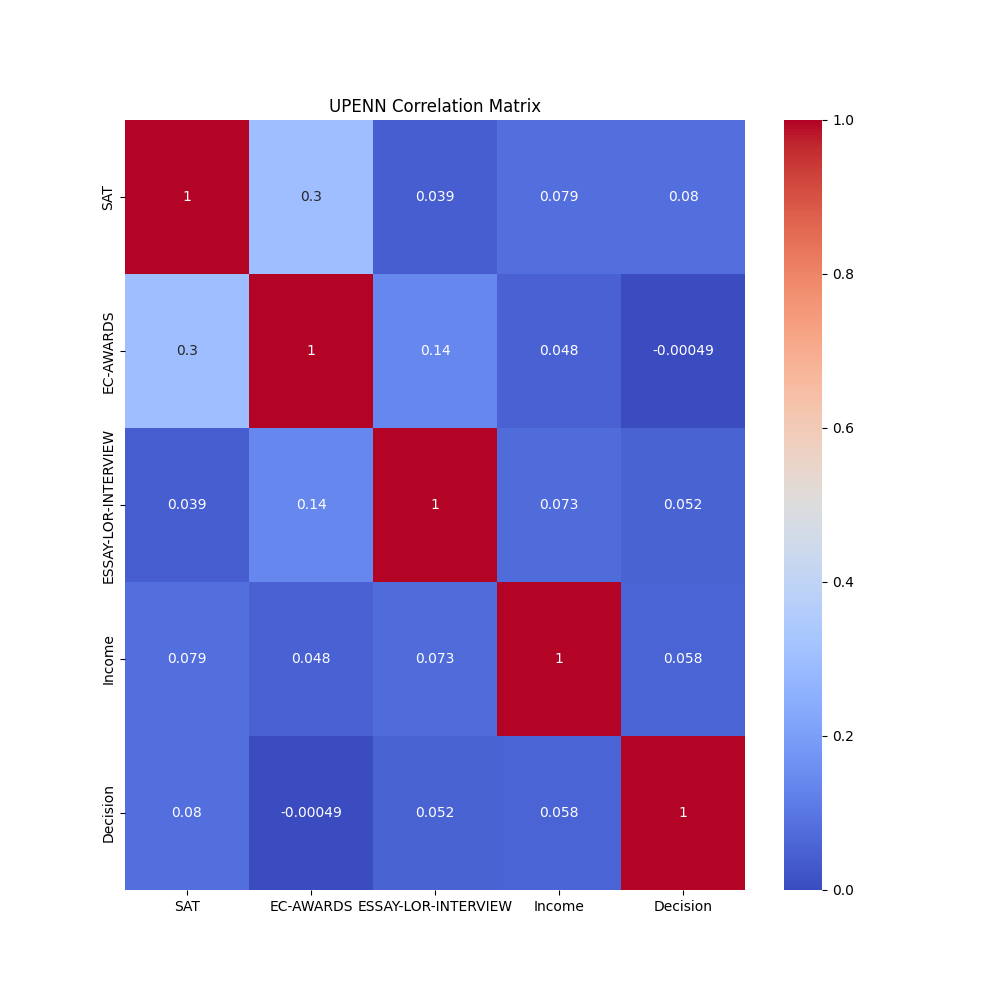 UPENN Correlation Matrix
SAT
1
0.3
0.039
0.079
0.08
EC-AWARDS
0.3
1
0.14
0.048
-0.00049
ESSAY-LOR-INTERVIEW
0.039
0.14
1
0.073
0.052
Income
0.079
0.048
0.073
1
0.058
Decision
0.08
-0.00049
0.052
0.058
1
SAT
EC-AWARDS
ESSAY-LOR-INTERVIEW
Income
Decision
1.0
0.8
0.6
0.4
0.2
0.0